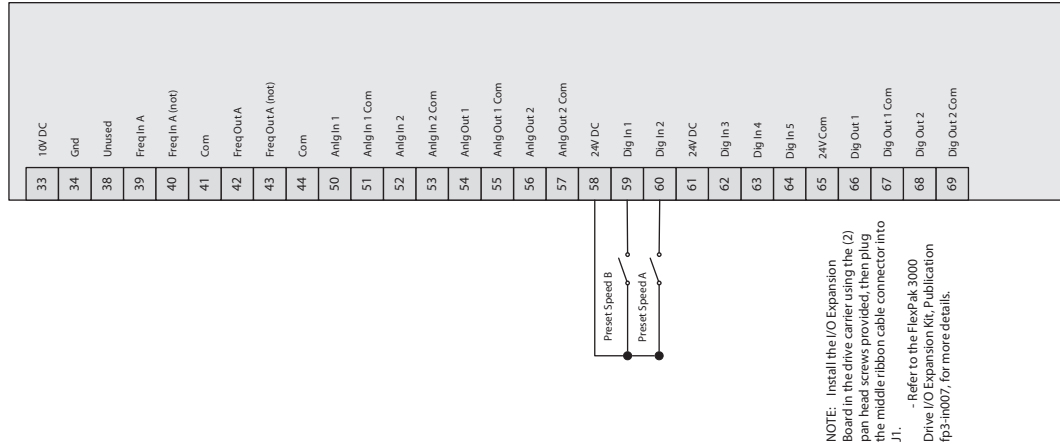 10V DC
Gnd
Unused
Freq In A
Freq In A (not)
Com
Freq Out A
Freq Out A (not)
Com
Anlg In 1
Anlg In 1 Com
Anlg In 2
Anlg In 2 Com
Anlg Out 1
Anlg Out 1 Com
Anlg Out 2
Anlg Out 2 Com
24V DC
Dig In 1
Dig In 2
24V DC
Dig In 3
Dig In 4
Dig In 5
24V Com
Dig Out 1
Dig Out 1 Com
Dig Out 2
Dig Out 2 Com
33
34
38
39
40
41
42
43
44
50
51
52
53
54
55
56
57
58
59
60
61
62
63
64
65
66
67
68
69
Preset Speed B
Preset Speed A
NOTE: Install the I/O Expansion
Board in the drive carrier using the (2)
pan head screws provided, then plug
the middle ribbon cable connector into
J1.
- Refer to the FlexPak 3000
Drive I/O Expansion Kit, Publication
fp3-in007, for more details.